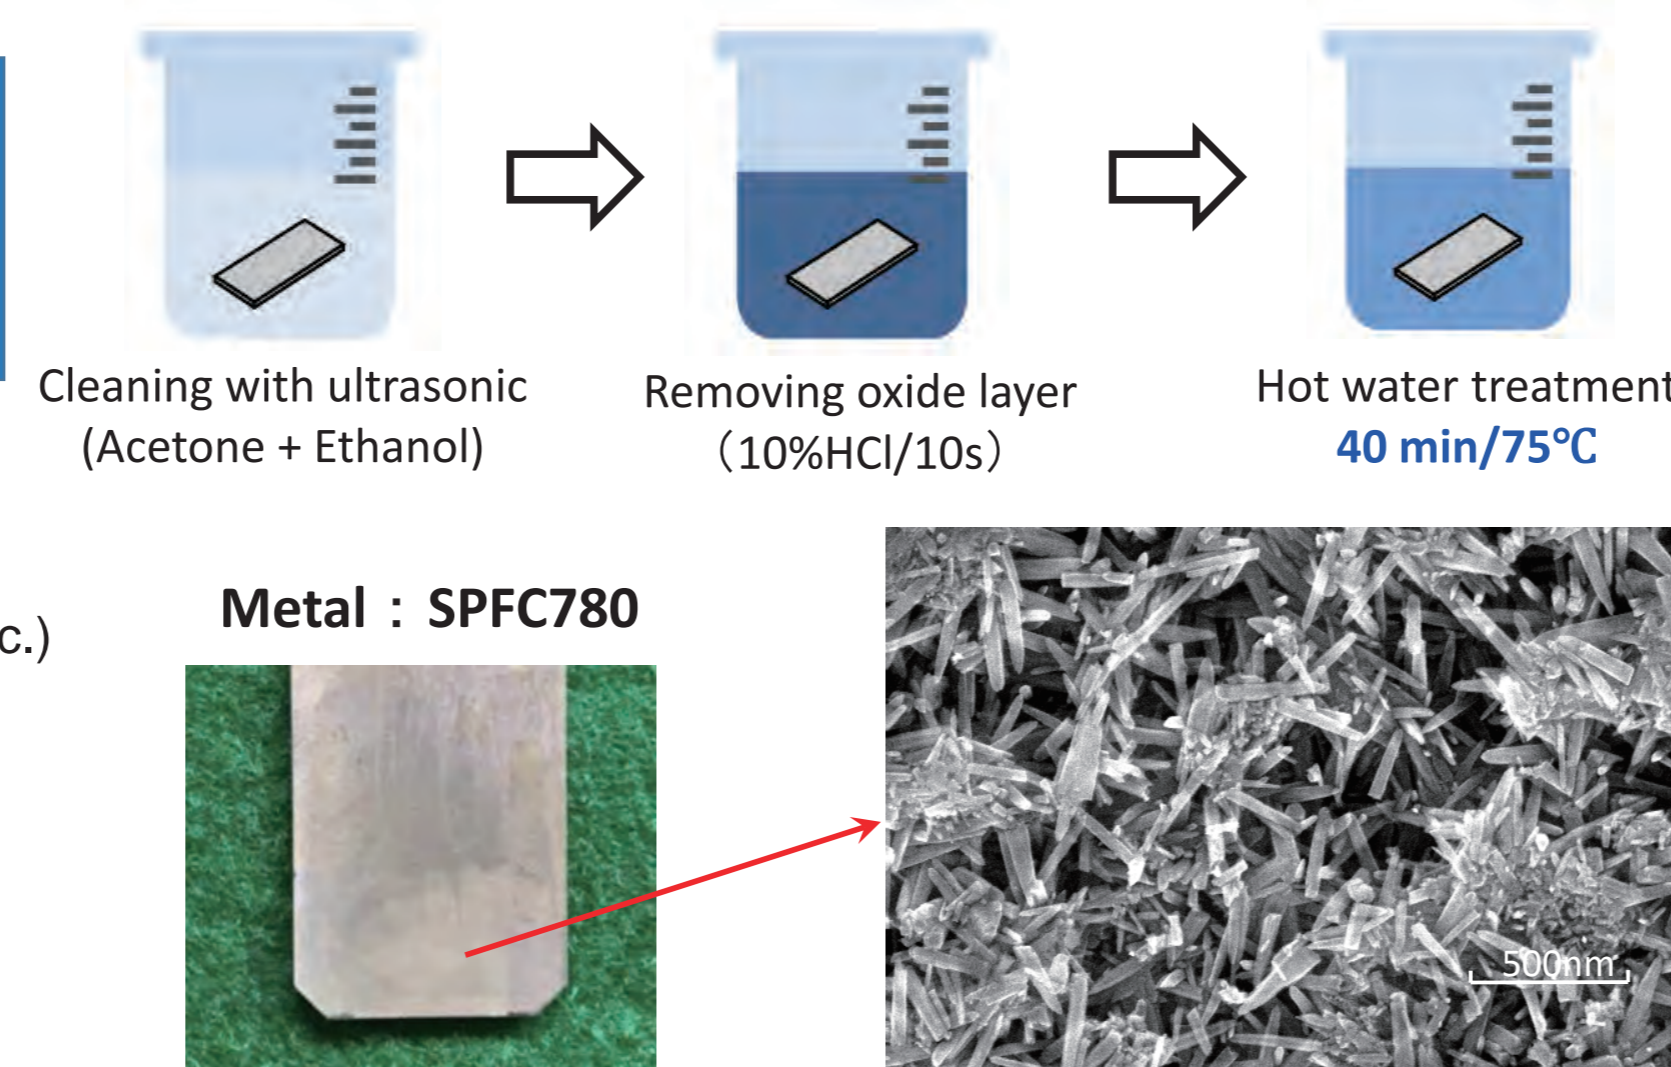 Cleaning with ultrasonic
(Acetone + Ethanol)
Removing oxide layer
（10%HCl/10s）
Hot water treatment
40 min/75℃
c.)
Metal : SPFC780
500nm